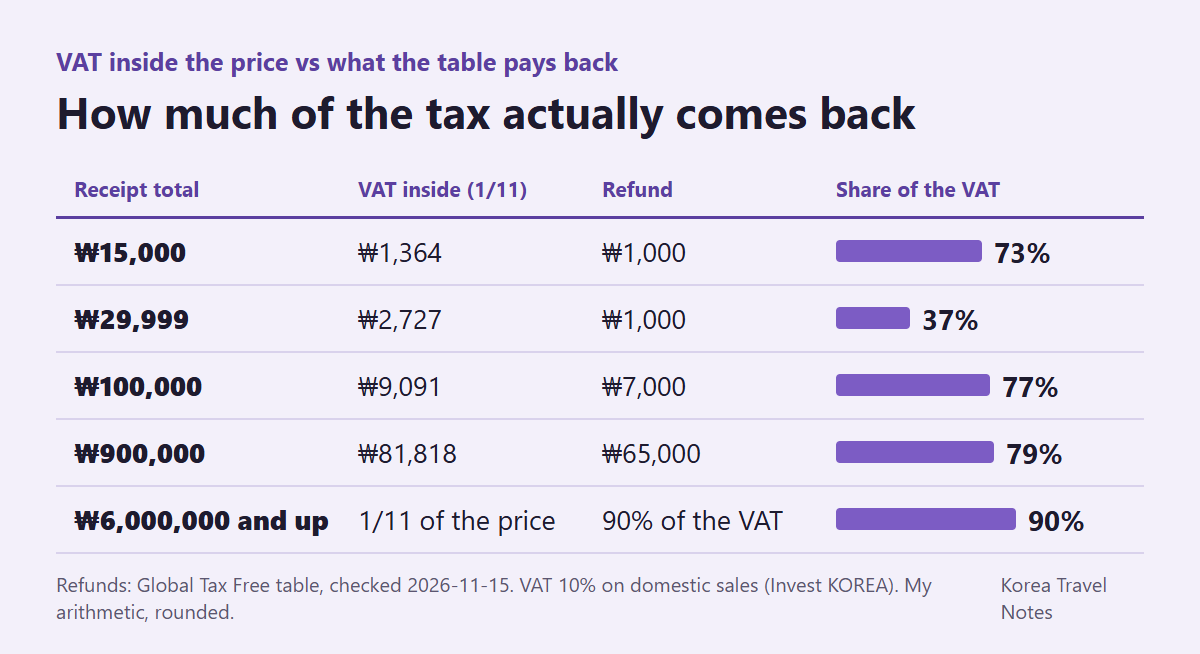 VAT inside the price vs what the table pays back
How much of the tax actually comes back
Receipt total VAT inside (1/11) Refund Share of the VAT
₩15,000 ₩1,364 ₩1,000 73%
₩29,999 ₩2,727 ₩1,000 37%
₩100,000 ₩9,091 ₩7,000 77%
₩900,000 ₩81,818 ₩65,000 79%
₩6,000,000 and up 1/11 of the price 90% of the VAT 90%
Refunds: Global Tax Free table, checked 2026-11-15. VAT 10% on domestic sales (Invest KOREA). My
arithmetic, rounded.
Korea Travel
Notes